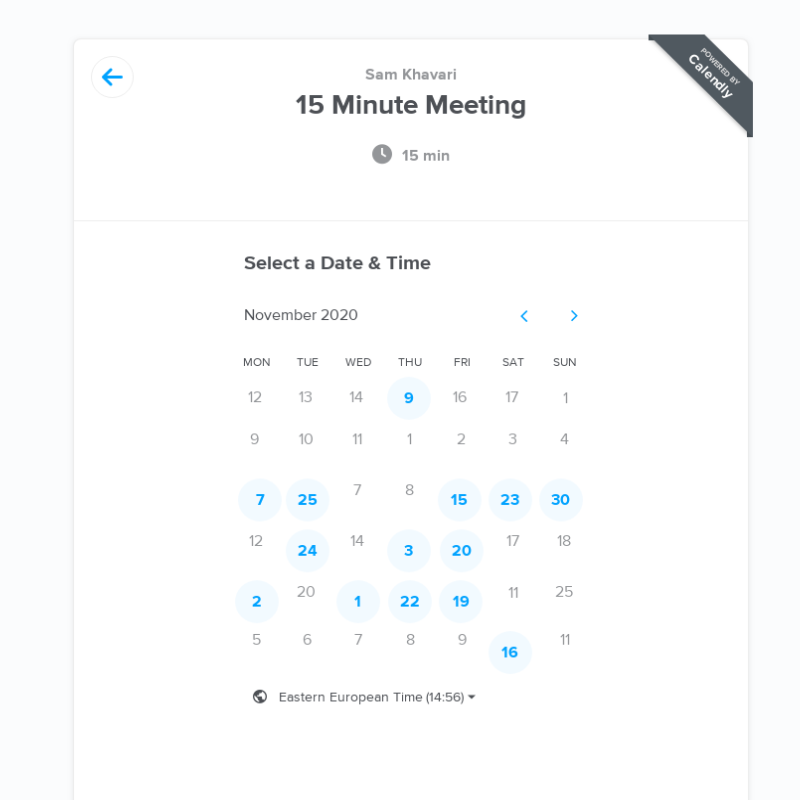 POWERED BY
Calendly
Sam Khavari
15 Minute Meeting
15 min
Select a Date & Time
November 2020
MON TUE WED THU FRI SAT SUN
12 13 14 9 16 17 1
9 10 11 1 2 3 4
7 25 7 8 15 23 30
12 24 14 3 20 17 18
2 20 1 22 19 11 25
5 6 7 8 9 16 11
Eastern European Time (14:56)